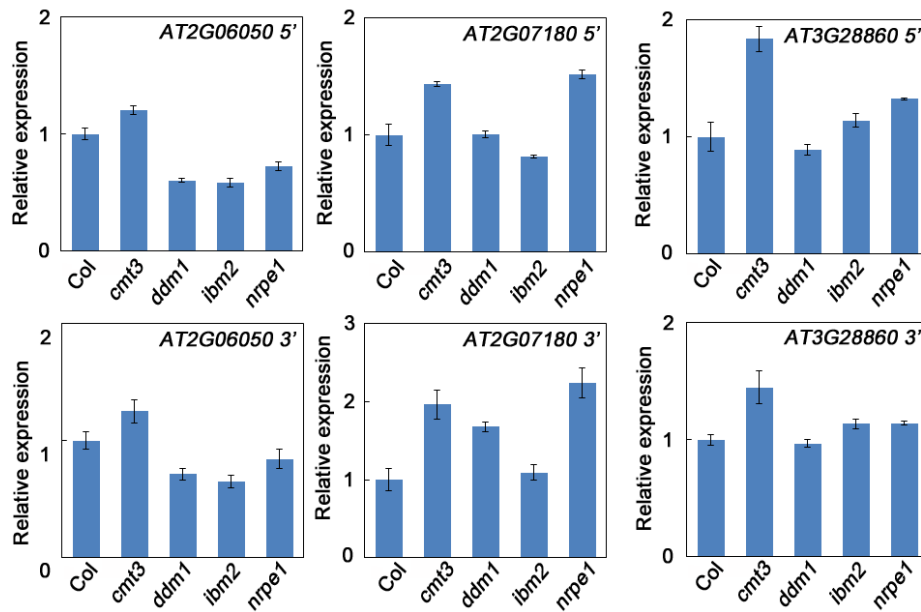 AT2G06050 5’
Relative expression
2
1
0
Col
cmt3
ddm1
ibm2
nrpe1
AT2G07180 5’
Relative expression
2
1
0
Col
cmt3
ddm1
ibm2
nrpe1
AT3G28860 5’
Relative expression
2
1
0
Col
cmt3
ddm1
ibm2
nrpe1
AT2G06050 3’
Relative expression
2
1
0
Col
cmt3
ddm1
ibm2
nrpe1
AT2G07180 3’
Relative expression
3
2
1
0
Col
cmt3
ddm1
ibm2
nrpe1
AT3G28860 3’
Relative expression
2
1
0
Col
cmt3
ddm1
ibm2
nrpe1